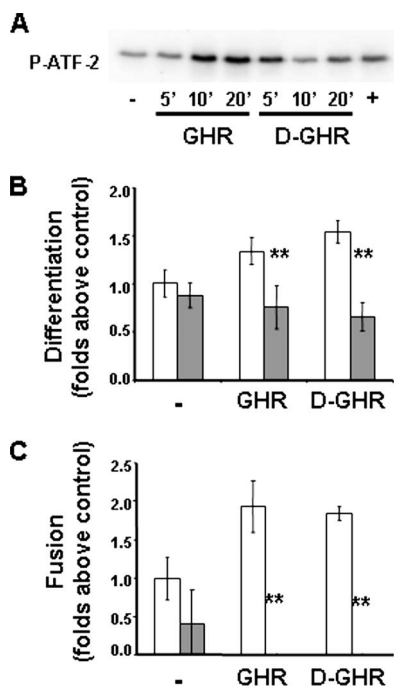 A
P-ATF-2
- 5’ 10’ 20’ 5’ 10’ 20’ +
GHR D-GHR
B
Differentiation
(folds above control)
2.0
1.5
1.0
0.5
0.0
** **
- GHR D-GHR
C
Fusion
(folds above control)
2.5
2.0
1.5
1.0
0.5
0.0
** **
- GHR D-GHR